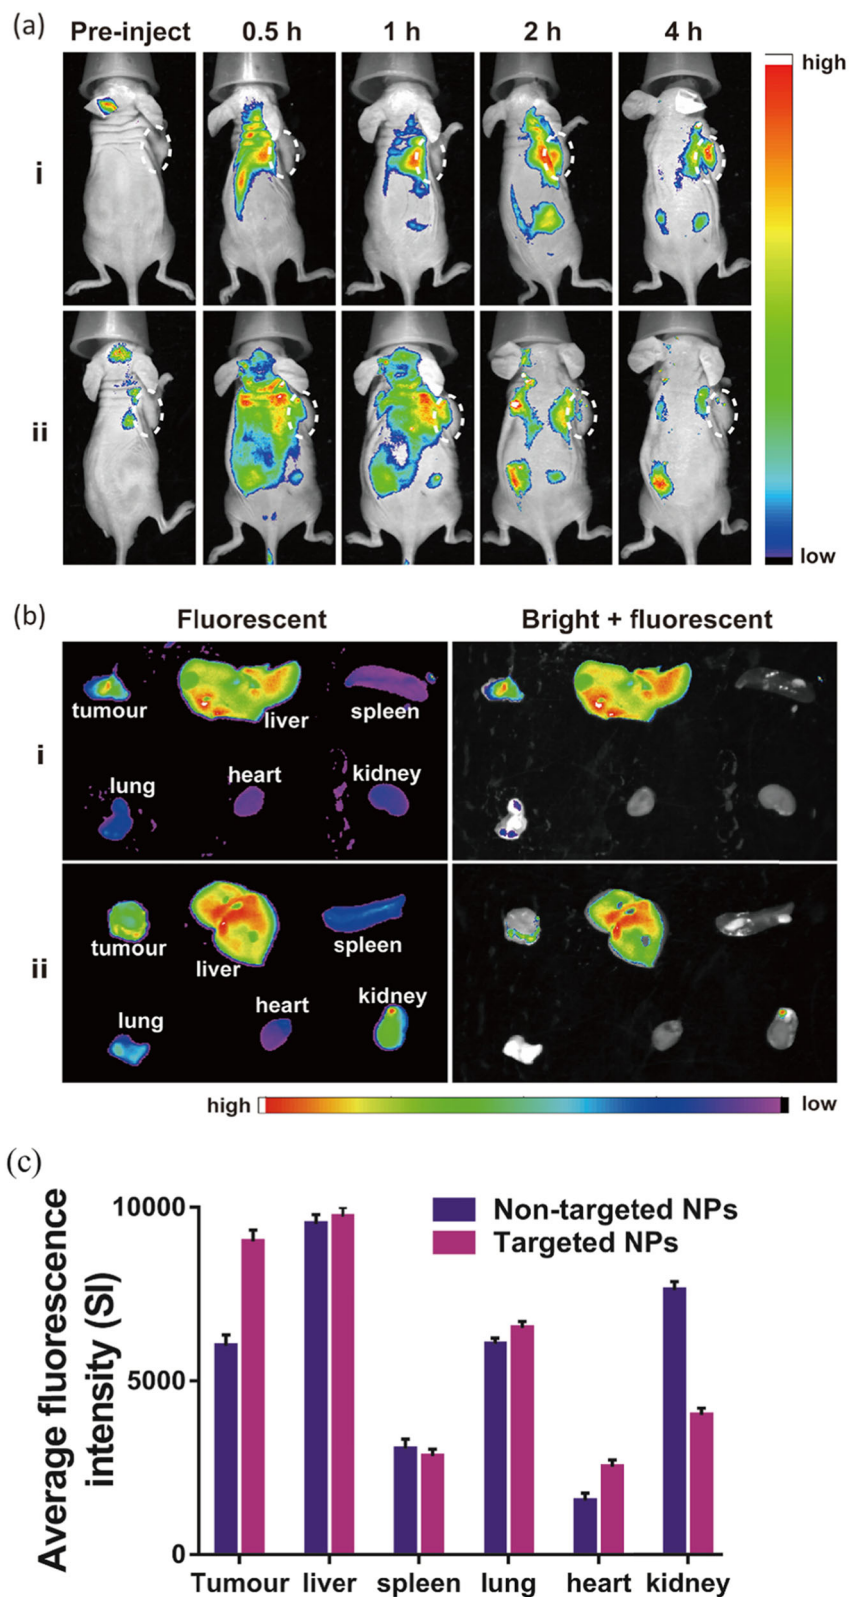 (a)
Pre-inject 0.5 h 1 h 2 h 4 h
high
i
ii
low
(b)
Fluorescent Bright + fluorescent
tumour liver spleen
i
lung heart kidney
tumour liver spleen
ii
lung heart kidney
high low
(c)
Average fluorescence
intensity (SI)
10000
5000
0
Non-targeted NPs
Targeted NPs
Tumour liver spleen lung heart kidney